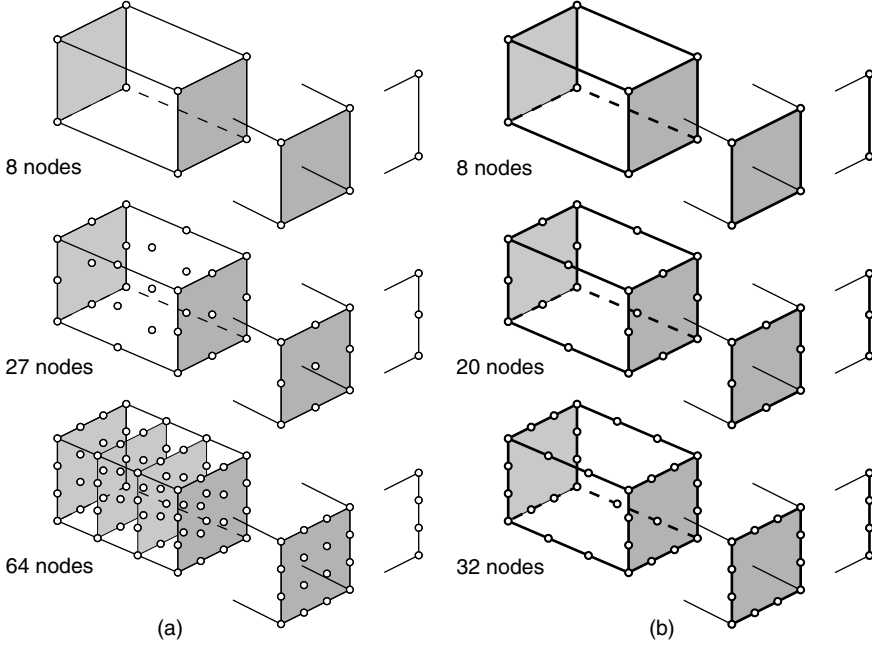 8 nodes
8 nodes
27 nodes
20 nodes
64 nodes
32 nodes
(a)
(b)